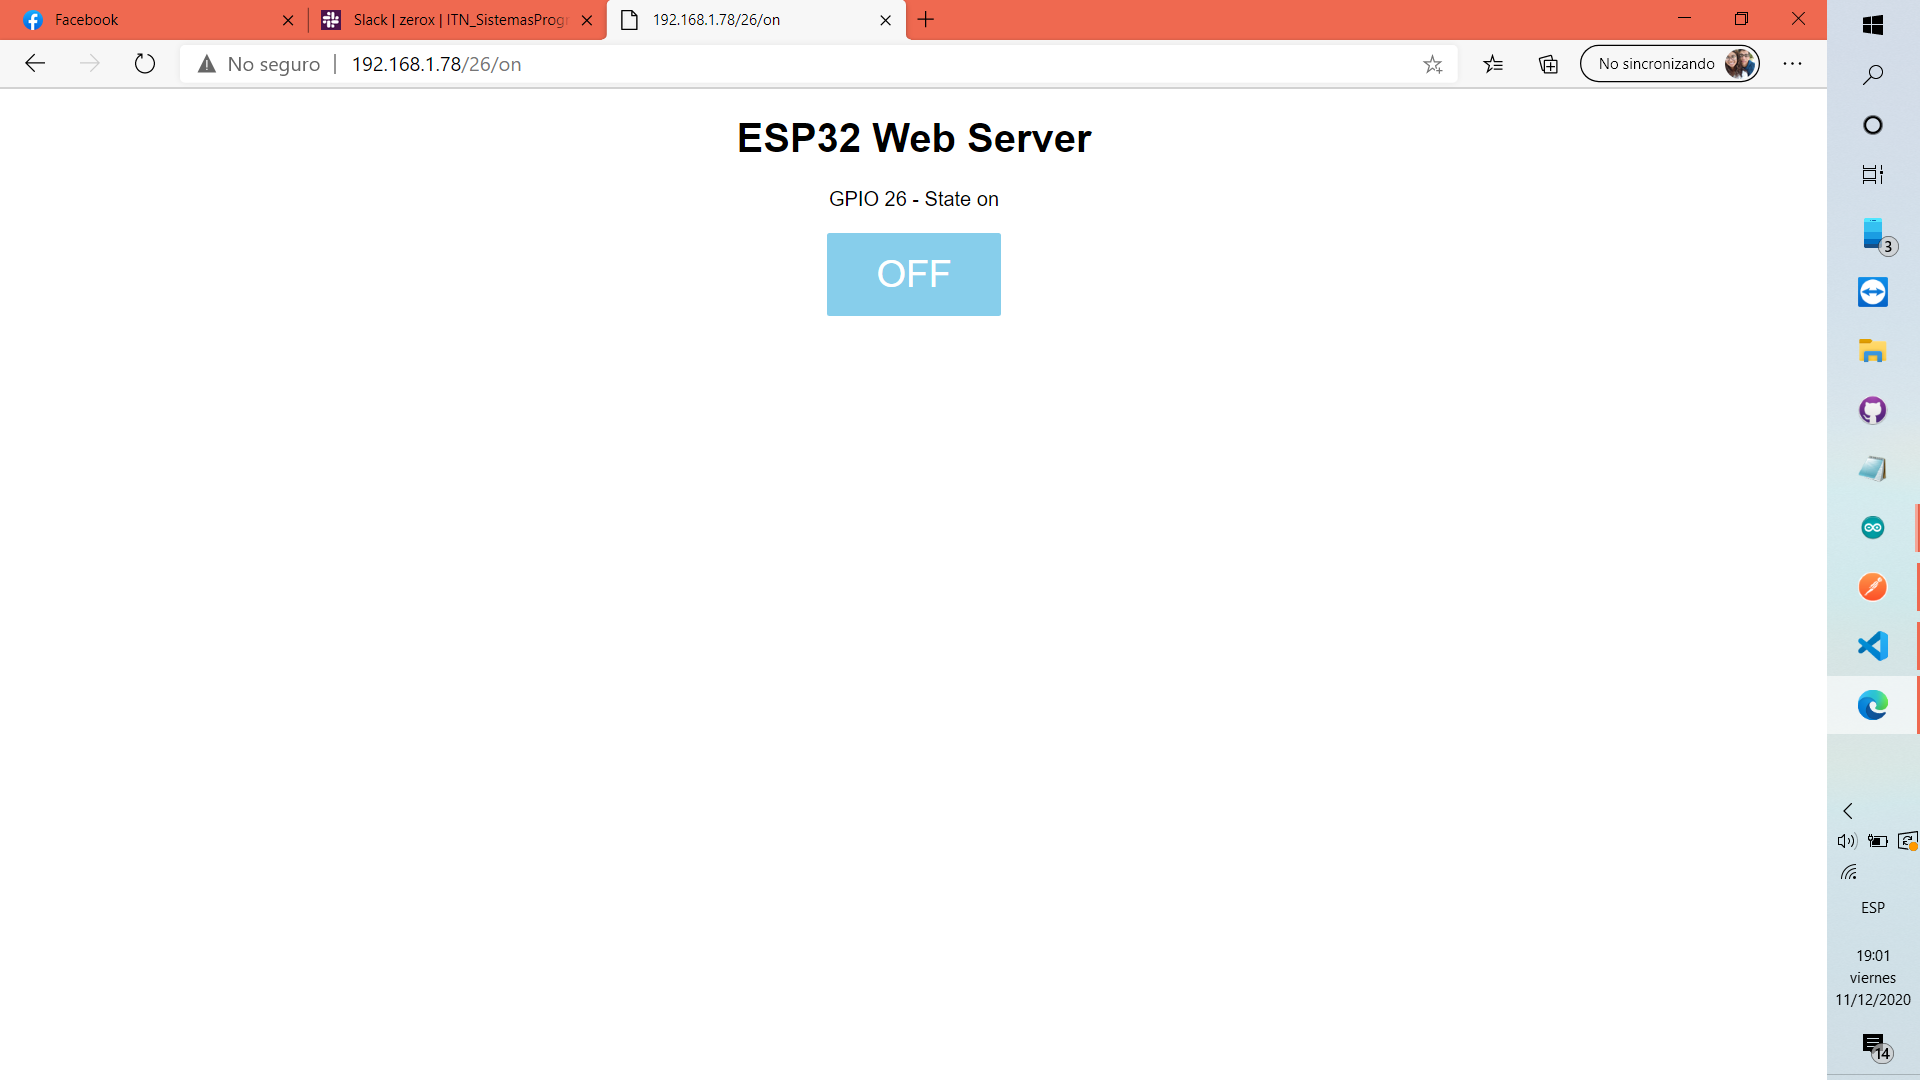 Facebook
Slack | zerox | ITN_SistemasProgr
192.168.1.78/26/on
No seguro | 192.168.1.78/26/on
No sincronizando
ESP32 Web Server
GPIO 26 - State on
OFF
3
ESP
19:01
viernes
11/12/2020
14